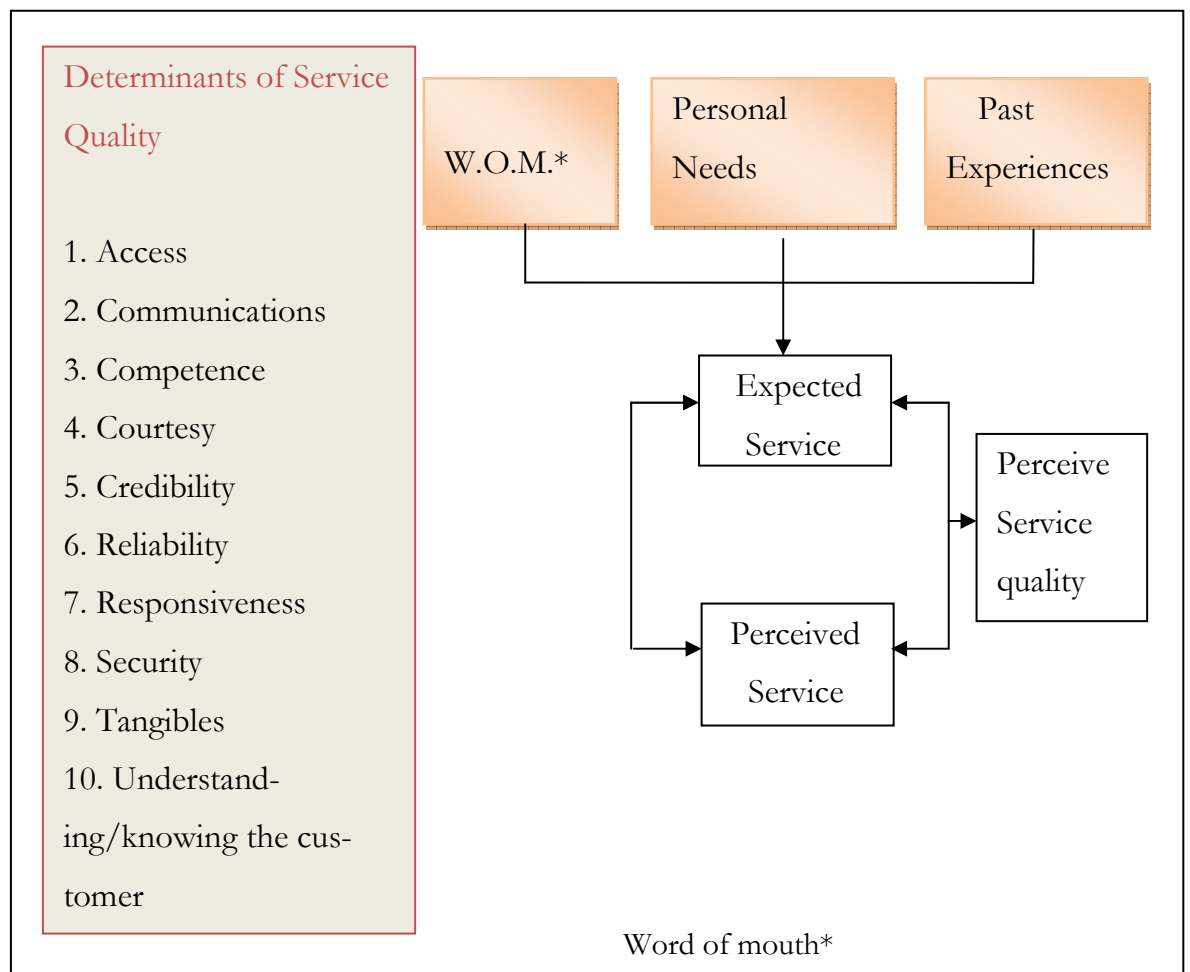 Determinants of Service
Quality
1. Access
2. Communications
3. Competence
4. Courtesy
5. Credibility
6. Reliability
7. Responsiveness
8. Security
9. Tangibles
10. Understand-
ing/knowing the cus-
tomer
W.O.M.*
Personal
Needs
Past
Experiences
Expected
Service
Perceive
Service
quality
Perceived
Service
Word of mouth*